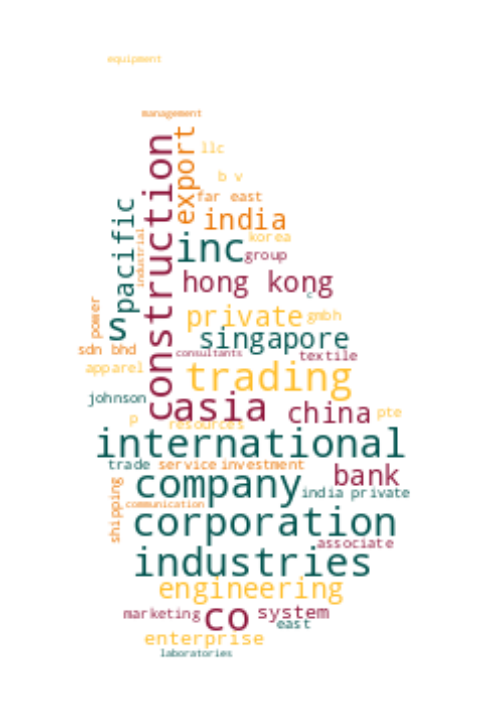 equipment
management
construction
export
llc
b v
far east
pacific
india
industrial
inc
korea
group
hong kong
c
power
s
private
gmbh
singapore
sdn bhd
consultants
textile
apparel
trading
johnson
asia
china
pte
p
resources
international
trade
service
investment
bank
shipping
company
india private
communication
corporation
associate
industries
engineering
marketing
co
system
east
enterprise
laboratories